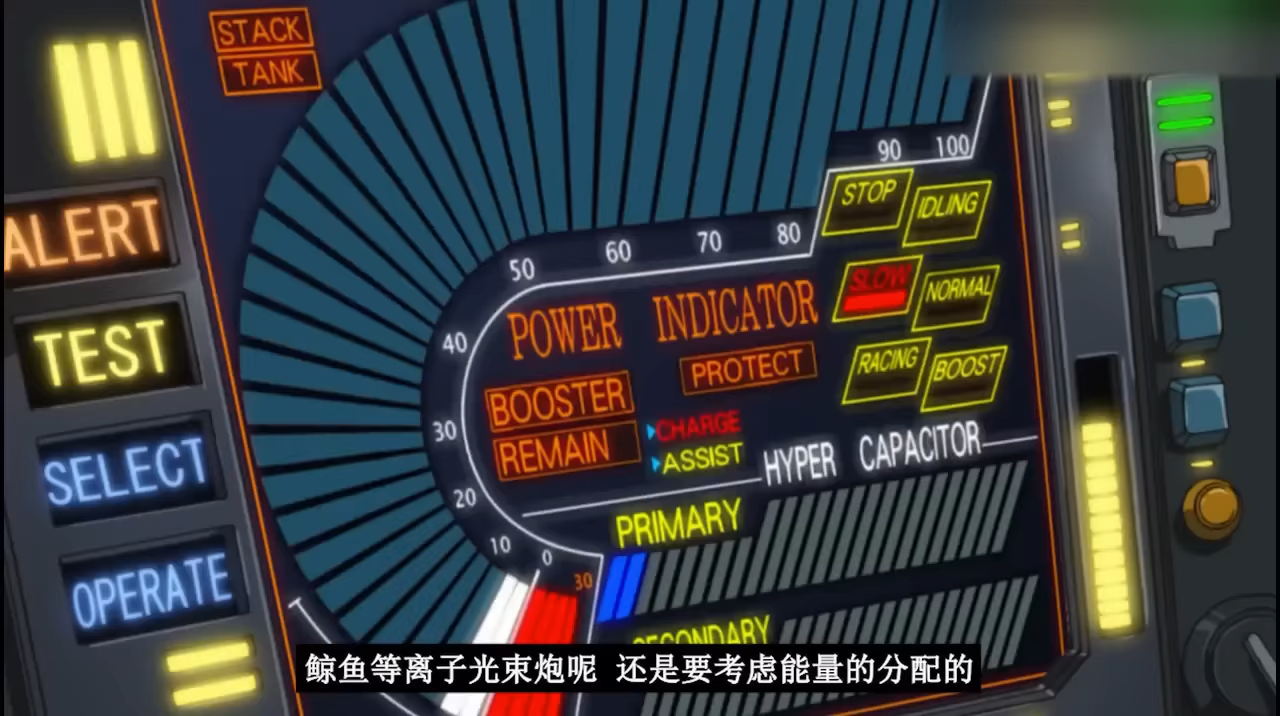 STACK
TANK
ALERT
TEST
SELECT
OPERATE
90 100
50 60 70 80
40
30
20
10
0
30
STOP IDLING
SLOW NORMAL
RACING BOOST
POWER INDICATOR
PROTECT
BOOSTER
REMAIN
CHARGE
ASSIST
HYPER CAPACITOR
PRIMARY
SECONDARY
鲸鱼等离子光束炮呢 还是要考虑能量的分配的